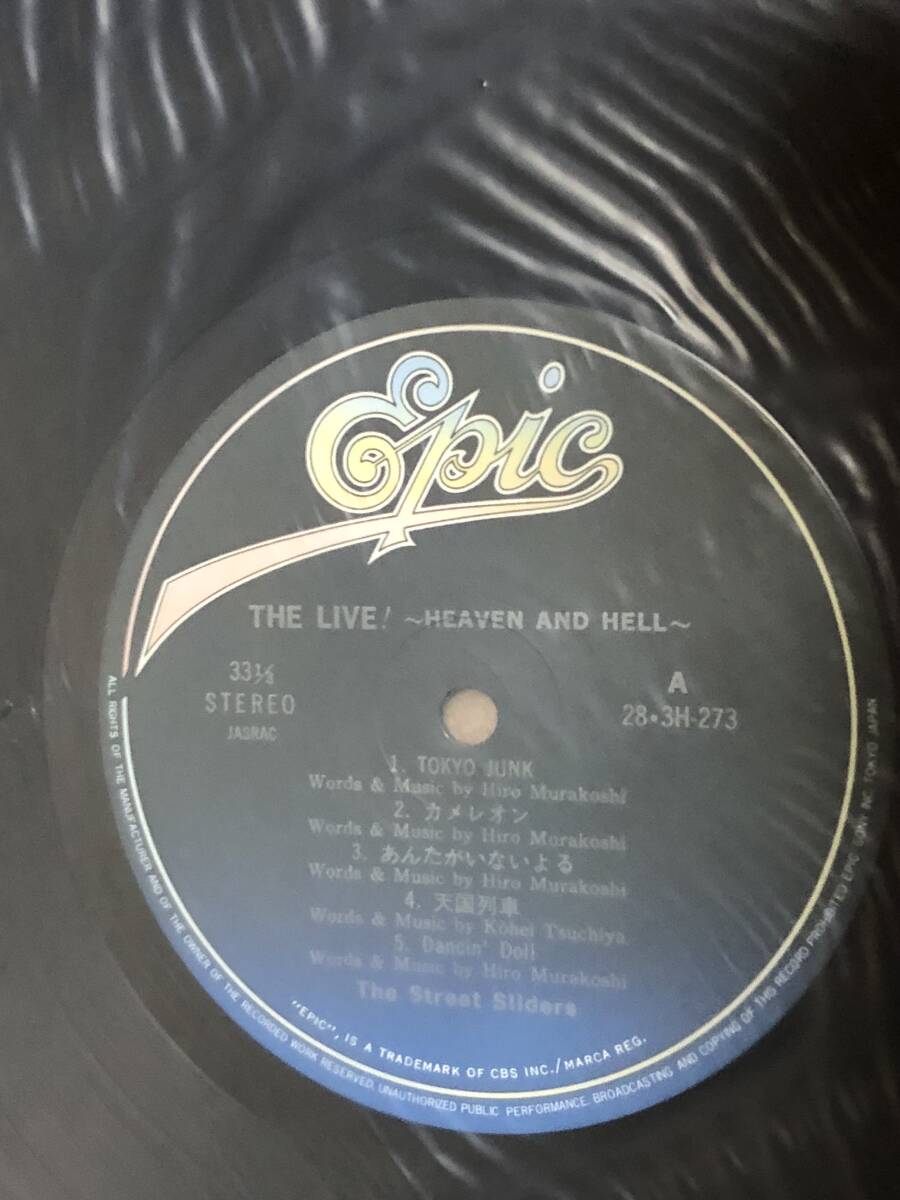 Epic
THE LIVE! ~HEAVEN AND HELL~
33⅓
STEREO
JASRAC
A
28・3H-273
1. TOKYO JUNK
Words & Music by Hiro Murakoshi
2. カメレオン
Words & Music by Hiro Morakoshi
3. あんたがいないよる
Words & Music by Hiro Murakoshi
4. 天国列車
Words & Music by Kohei Tsuchiya
5. Dancin' Doll
Words & Music by Hiro Murakoshi
The Street Sliders
"EPIC", IS A TRADEMARK OF CBS INC./MARCA REG.
ALL RIGHTS OF THE MANUFACTURER AND OF THE OWNER OF THE RECORDED WORK RESERVED. UNAUTHORIZED PUBLIC PERFORMANCE. BROADCASTING AND COPYING OF THIS RECORD PROHIBITED EPIC SONY INC. TOKYO JAPAN